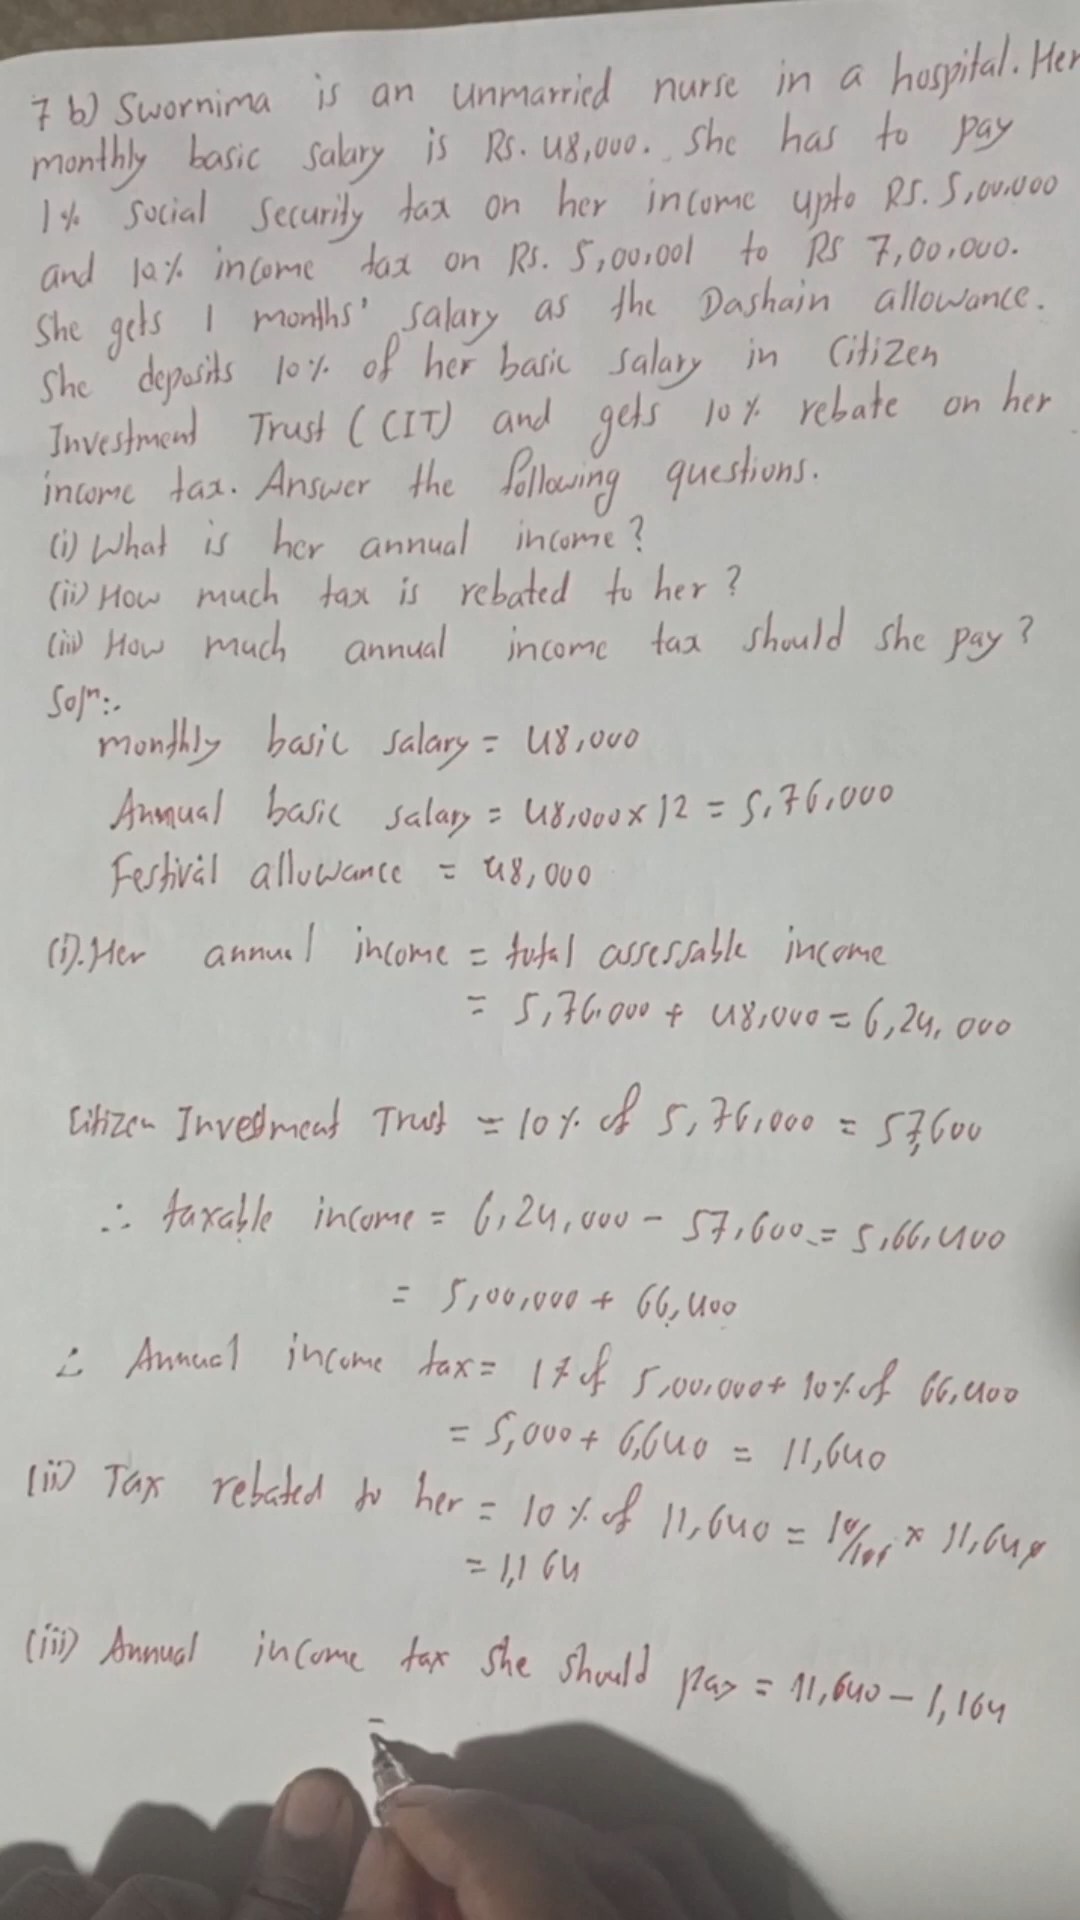 7 b) Swornima is an unmarried nurse in a hospital. Her
monthly basic salary is Rs. 48,000. She has to pay
1% social security tax on her income upto RS. 5,00,000
and 10% income tax on Rs. 5,00,001 to RS 7,00,000.
She gets 1 months' salary as the Dashain allowance.
She deposits 10% of her basic salary in Citizen
Investment Trust (CIT) and gets 10% rebate on her
income tax. Answer the following questions.
(i) What is her annual income?
(ii) How much tax is rebated to her?
(iii) How much annual income tax should she pay?
Solⁿ:.
monthly basic salary = 48,000
Annual basic salary = 48,000 x 12 = 5,76,000
Festival allowance = 48,000
(i). Her annual income = total assessable income
= 5,76,000 + 48,000 = 6,24,000
Citizen Investment Trust = 10% of 5,76,000 = 57,600
∴ taxable income = 6,24,000 - 57,600 = 5,66,400
= 5,00,000 + 66,400
∴ Annual income tax = 1% of 5,00,000 + 10% of 66,400
= 5,000 + 6,640 = 11,640
(ii) Tax rebated to her = 10% of 11,640 = 10/100 x 11,640
= 1,164
(iii) Annual income tax she should pay = 11,640 - 1,164